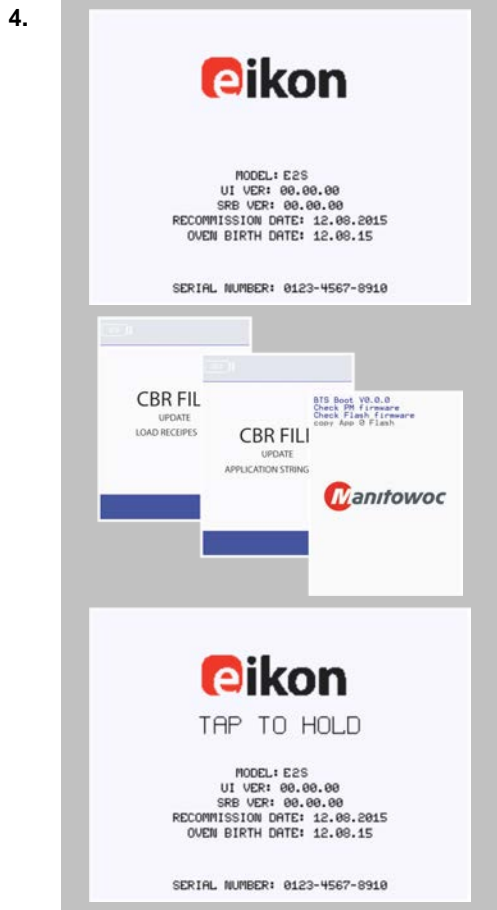 4.
eikon
MODEL: E2S
UI VER: 00.00.00
SRB VER: 00.00.00
RECOMMISSION DATE: 12.08.2015
OVEN BIRTH DATE: 12.08.15
SERIAL NUMBER: 0123-4567-8910
CBR FIL
UPDATE
LOAD RECEIPES
CBR FILI
UPDATE
APPLICATION STRING
BTS Boot V0.0.0
Check PM firmware
Check Flash firmware
copy App 0 Flash
Manitowoc
eikon
TAP TO HOLD
MODEL: E2S
UI VER: 00.00.00
SRB VER: 00.00.00
RECOMMISSION DATE: 12.08.2015
OVEN BIRTH DATE: 12.08.15
SERIAL NUMBER: 0123-4567-8910